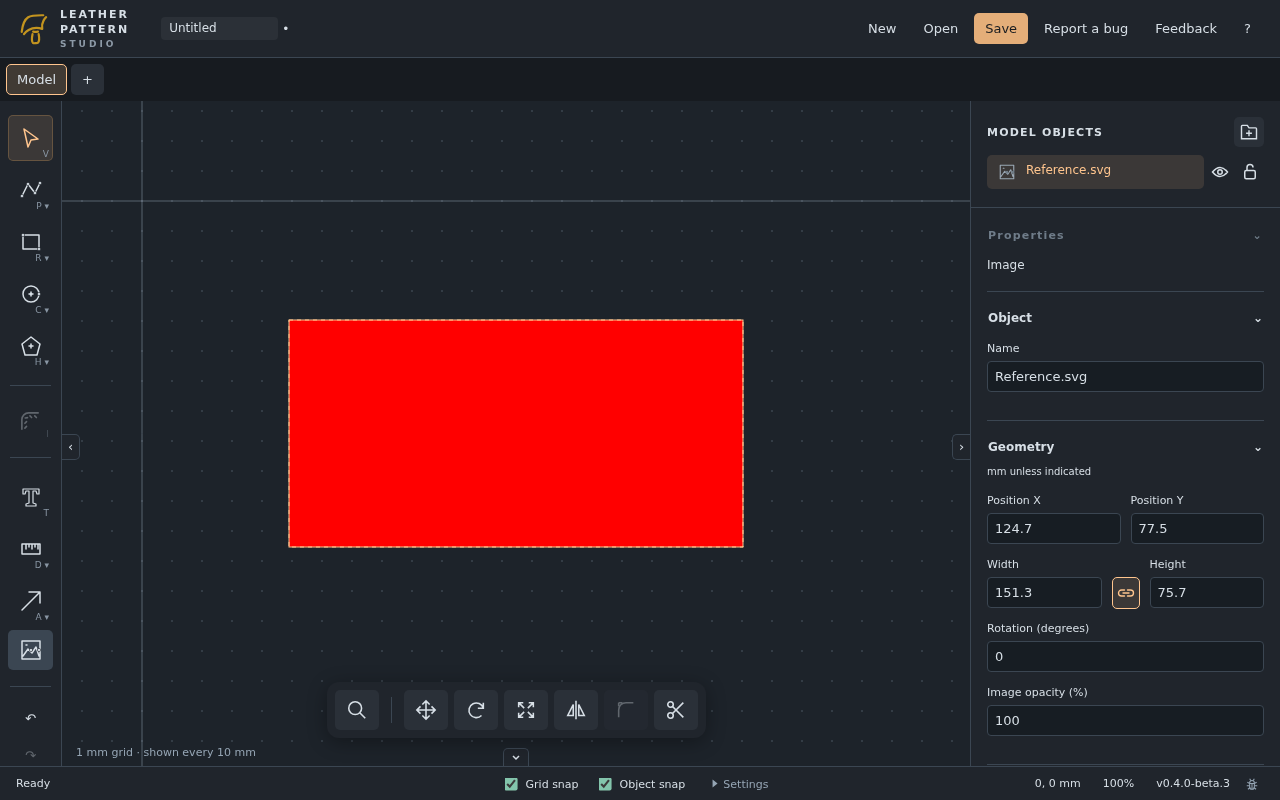 LEATHER
PATTERN
STUDIO
Untitled •
New
Open
Save
Report a bug
Feedback
?
Model
+
V
P ▾
R ▾
C ▾
H ▾
I
T
D ▾
A ▾
MODEL OBJECTS
Reference.svg
Properties
Image
Object
Name
Reference.svg
Geometry
mm unless indicated
Position X
Position Y
124.7
77.5
Width
Height
151.3
75.7
Rotation (degrees)
0
Image opacity (%)
100
1 mm grid · shown every 10 mm
Ready
Grid snap
Object snap
Settings
0, 0 mm
100%
v0.4.0-beta.3